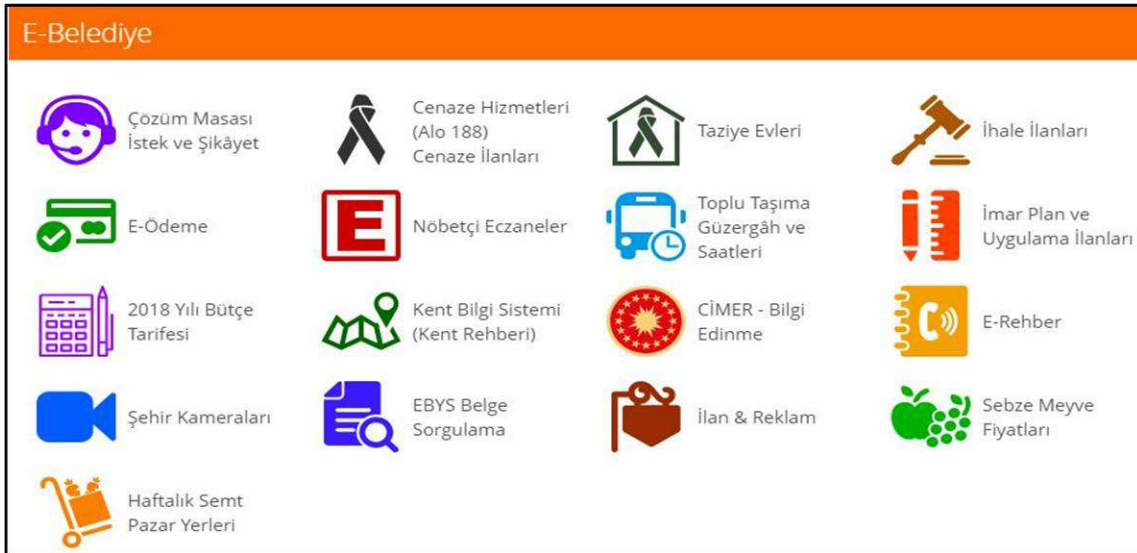 E-Belediye
Çözüm Masası
İstek ve Şikâyet
Cenaze Hizmetleri
(Alo 188)
Cenaze İlanları
Taziye Evleri
İhale İlanları
E-Ödeme
E
Nöbetçi Eczaneler
Toplu Taşıma
Güzergâh ve
Saatleri
İmar Plan ve
Uygulama İlanları
2018 Yılı Bütçe
Tarifesi
Kent Bilgi Sistemi
(Kent Rehberi)
CİMER - Bilgi
Edinme
E-Rehber
Şehir Kameraları
EBYS Belge
Sorgulama
İlan & Reklam
Sebze Meyve
Fiyatları
Haftalık Semt
Pazar Yerleri